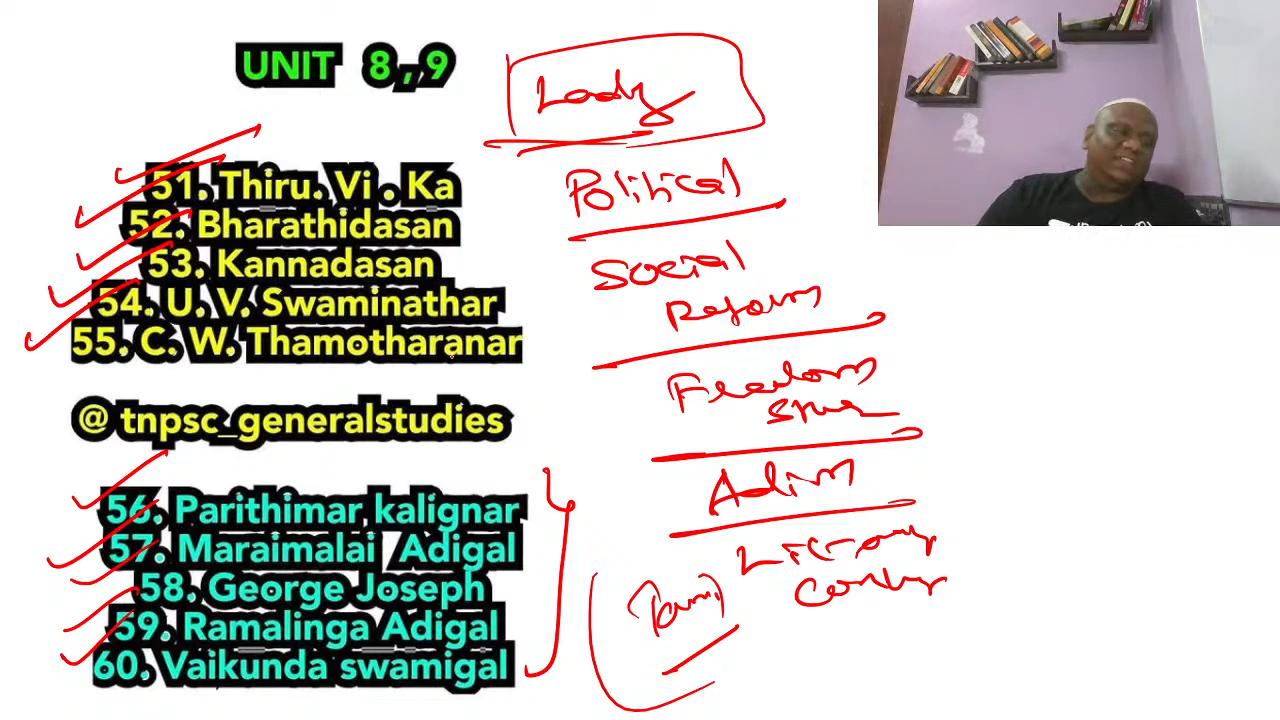 UNIT 8,9
51. Thiru. Vi . Ka
52. Bharathidasan
53. Kannadasan
54. U. V. Swaminathar
55. C. W. Thamotharanar
@ tnpsc_generalstudies
56. Parithimar kalignar
57. Maraimalai Adigal
58. George Joseph
59. Ramalinga Adigal
60. Vaikunda swamigal
Lady
Political
Social
Reform
Freedom
Tamil